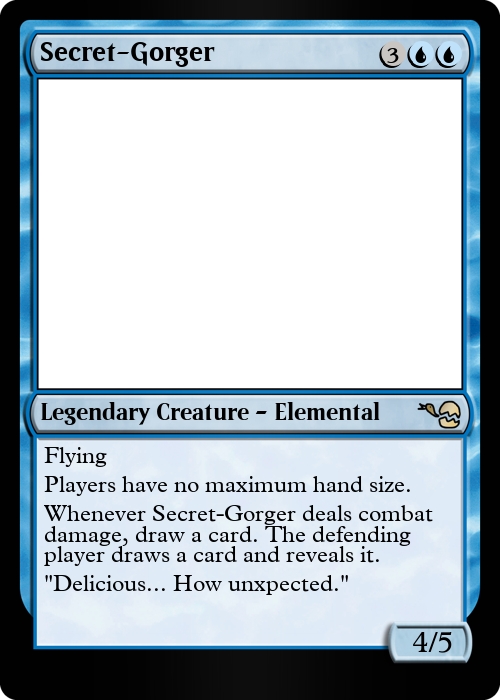 Secret-Gorger 3
Legendary Creature - Elemental
Flying
Players have no maximum hand size.
Whenever Secret-Gorger deals combat
damage, draw a card. The defending
player draws a card and reveals it.
"Delicious... How unxpected."
4/5